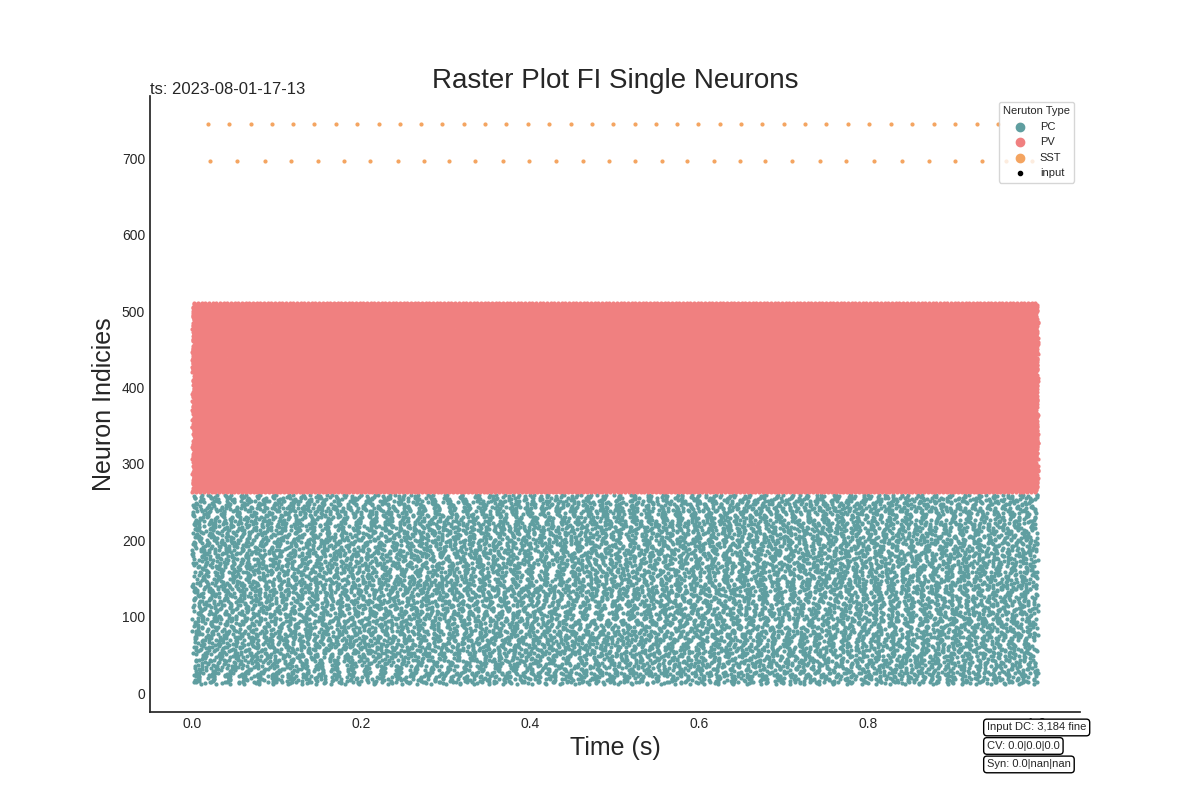 Raster Plot FI Single Neurons
ts: 2023-08-01-17-13
Neruton Type
PC
PV
SST
input
Neuron Indicies
700
600
500
400
300
200
100
0
0.0 0.2 0.4 0.6 0.8
Time (s)
Input DC: 3,184 fine
CV: 0.0|0.0|0.0
Syn: 0.0|nan|nan